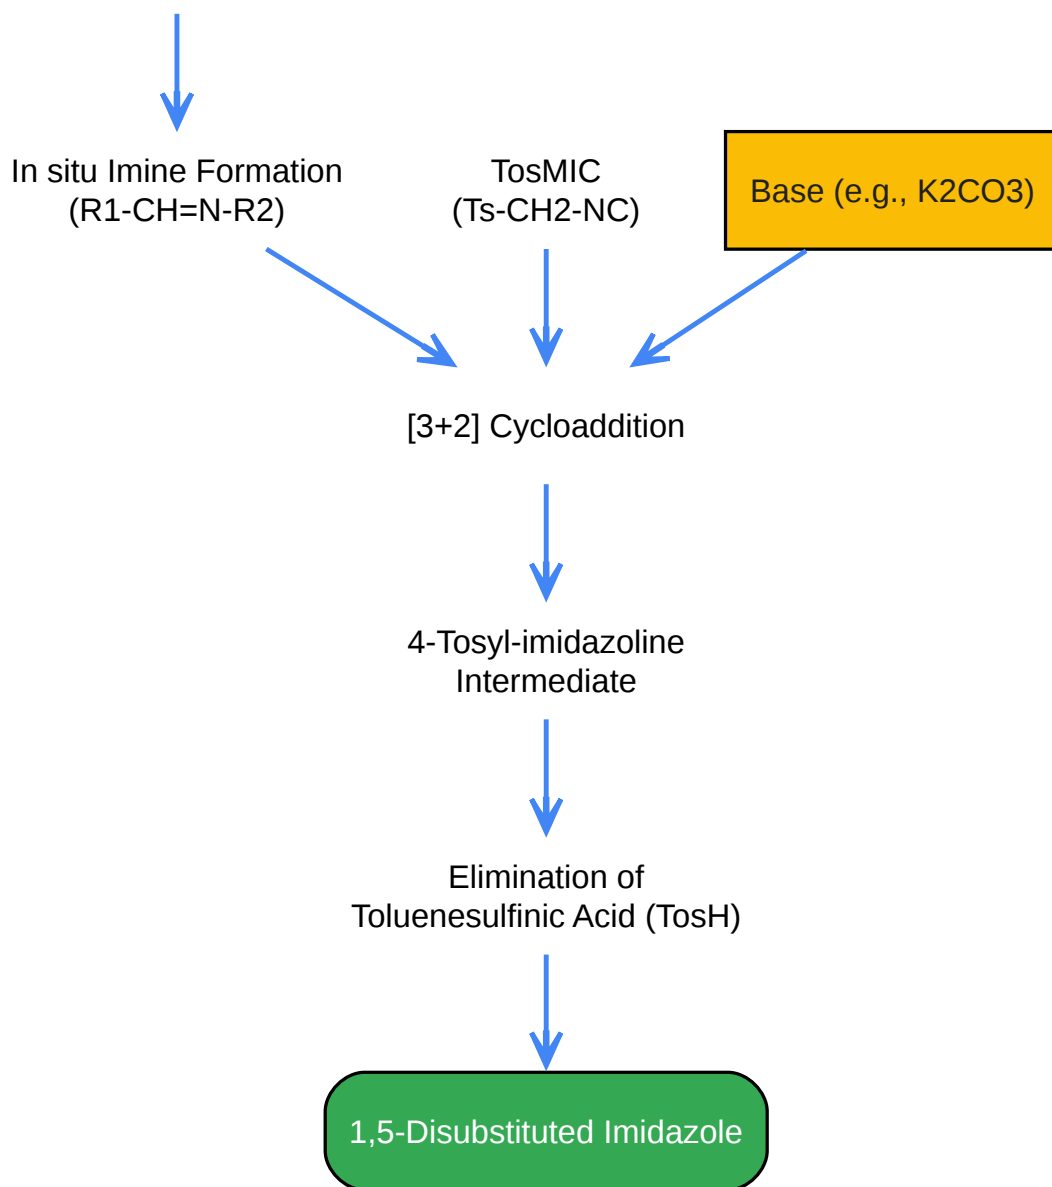 In situ Imine Formation
(R1-CH=N-R2)
TosMIC
(Ts-CH2-NC)
Base (e.g., K2CO3)
[3+2] Cycloaddition
4-Tosyl-imidazoline
Intermediate
Elimination of
Toluenesulfinic Acid (TosH)
1,5-Disubstituted Imidazole